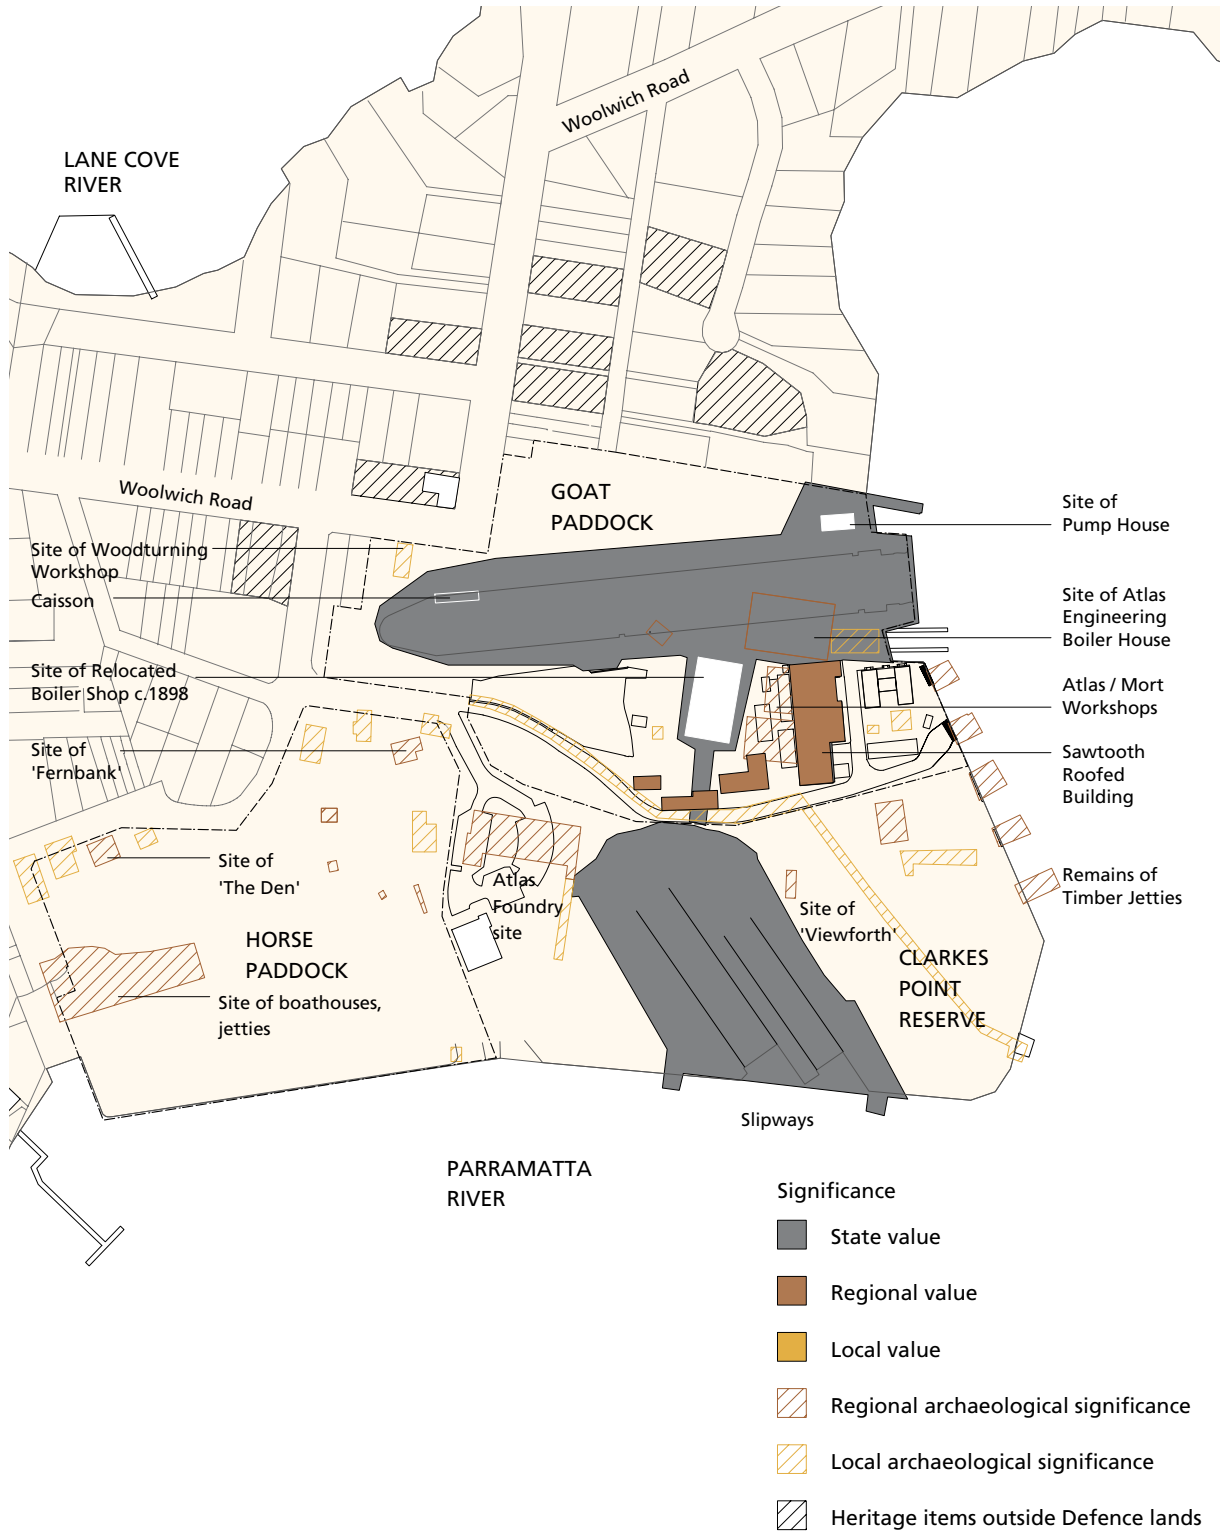 Woolwich Road
LANE COVE
RIVER
Woolwich Road
GOAT
PADDOCK
Site of
Pump House
Site of Woodturning
Workshop
Caisson
Site of Atlas
Engineering
Boiler House
Site of Relocated
Boiler Shop c.1898
Atlas / Mort
Workshops
Site of
'Fernbank'
Sawtooth
Roofed
Building
Site of
'The Den'
Atlas
Foundry
site
Site of
'Viewforth'
Remains of
Timber Jetties
HORSE
PADDOCK
CLARKES
POINT
RESERVE
Site of boathouses,
jetties
Slipways
PARRAMATTA
RIVER
Significance
State value
Regional value
Local value
Regional archaeological significance
Local archaeological significance
Heritage items outside Defence lands